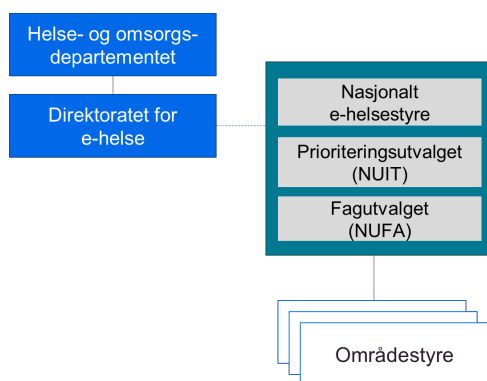 Helse- og omsorgs-
departementet
Direktoratet for
e-helse
Nasjonalt
e-helsestyre
Prioriteringsutvalget
(NUIT)
Fagutvalget
(NUFA)
Områdestyre